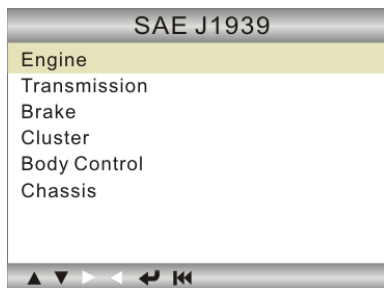 SAE J1939
Engine
Transmission
Brake
Cluster
Body Control
Chassis